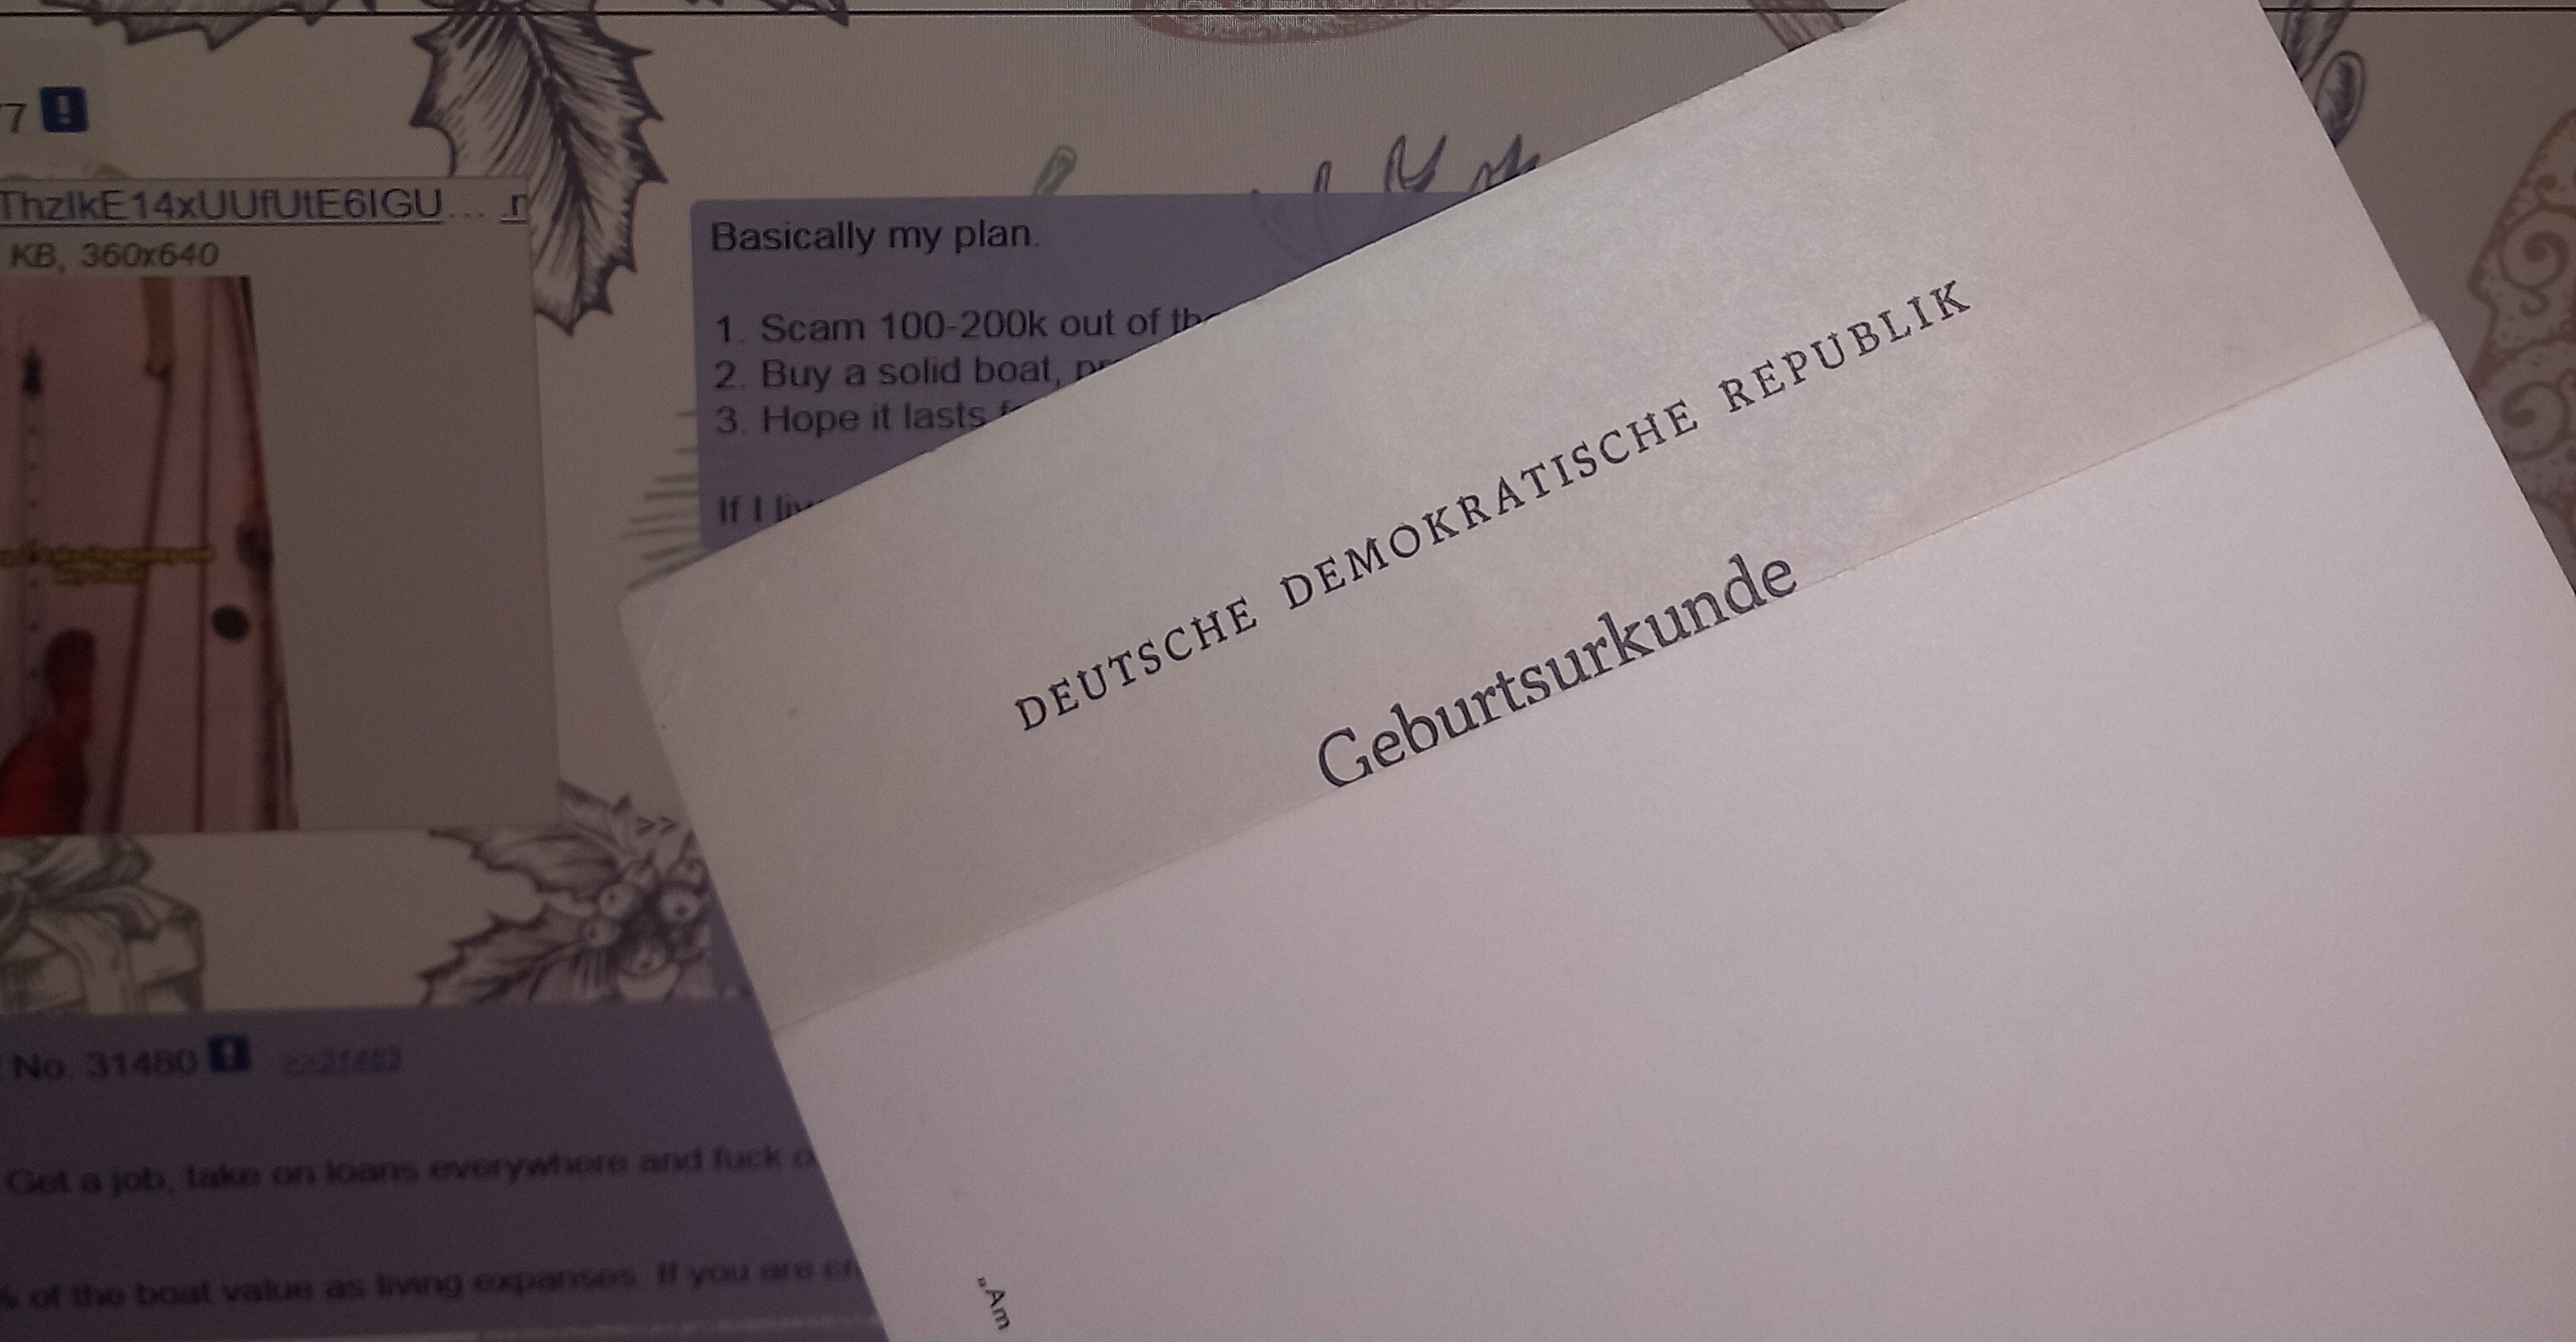 7
ThzIkE14xUUfUtE6IGU...
KB, 360x640
Basically my plan.
1. Scam 100-200k out of
2. Buy a solid boat,
3. Hope it lasts
If I
DEUTSCHE DEMOKRATISCHE REPUBLIK
Geburtsurkunde
>>
No. 31480 >>31483
Get a job, take on loans everywhere and fuck
of the boat value as living expanses. If you are
„Am